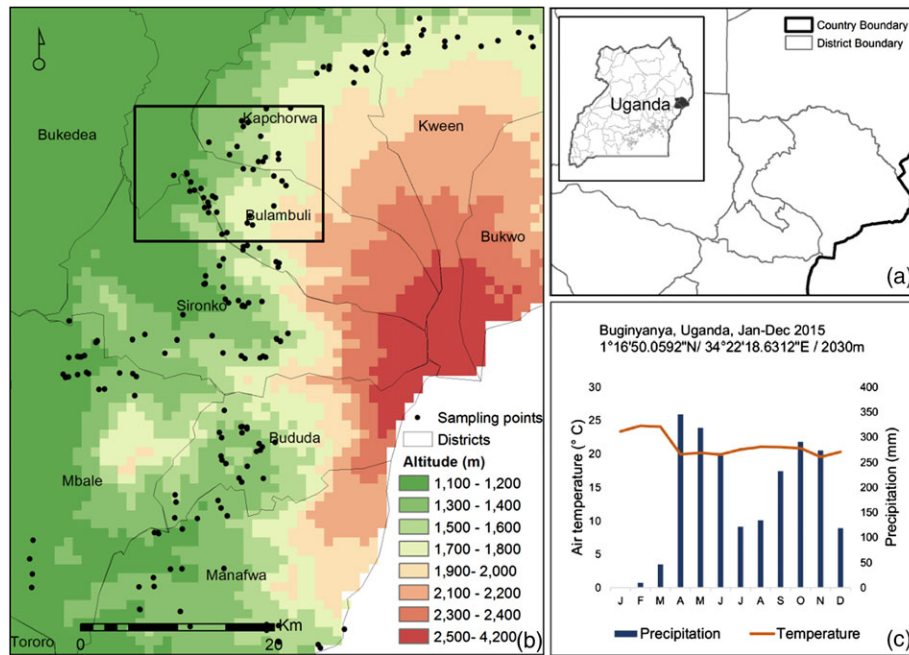 Bukedea
Kapchorwa
Kween
Bulambuli
Bukwo
Sironko
Bududa
Mbale
Manafwa
Tororo
Km
20
Sampling points
Districts
Altitude (m)
1,100 - 1,200
1,300 - 1,400
1,500 - 1,600
1,700 - 1,800
1,900- 2,000
2,100 - 2,200
2,300 - 2,400
2,500 - 4,200
(b)
Country Boundary
District Boundary
Uganda
(a)
Buginyanya, Uganda, Jan-Dec 2015
1°16'50.0592"N/ 34°22'18.6312"E / 2030m
Air temperature (° C)
30
25
20
15
10
5
0
Precipitation (mm)
400
350
300
250
200
150
100
50
0
J F M A M J J A S O N D
Precipitation Temperature
(c)